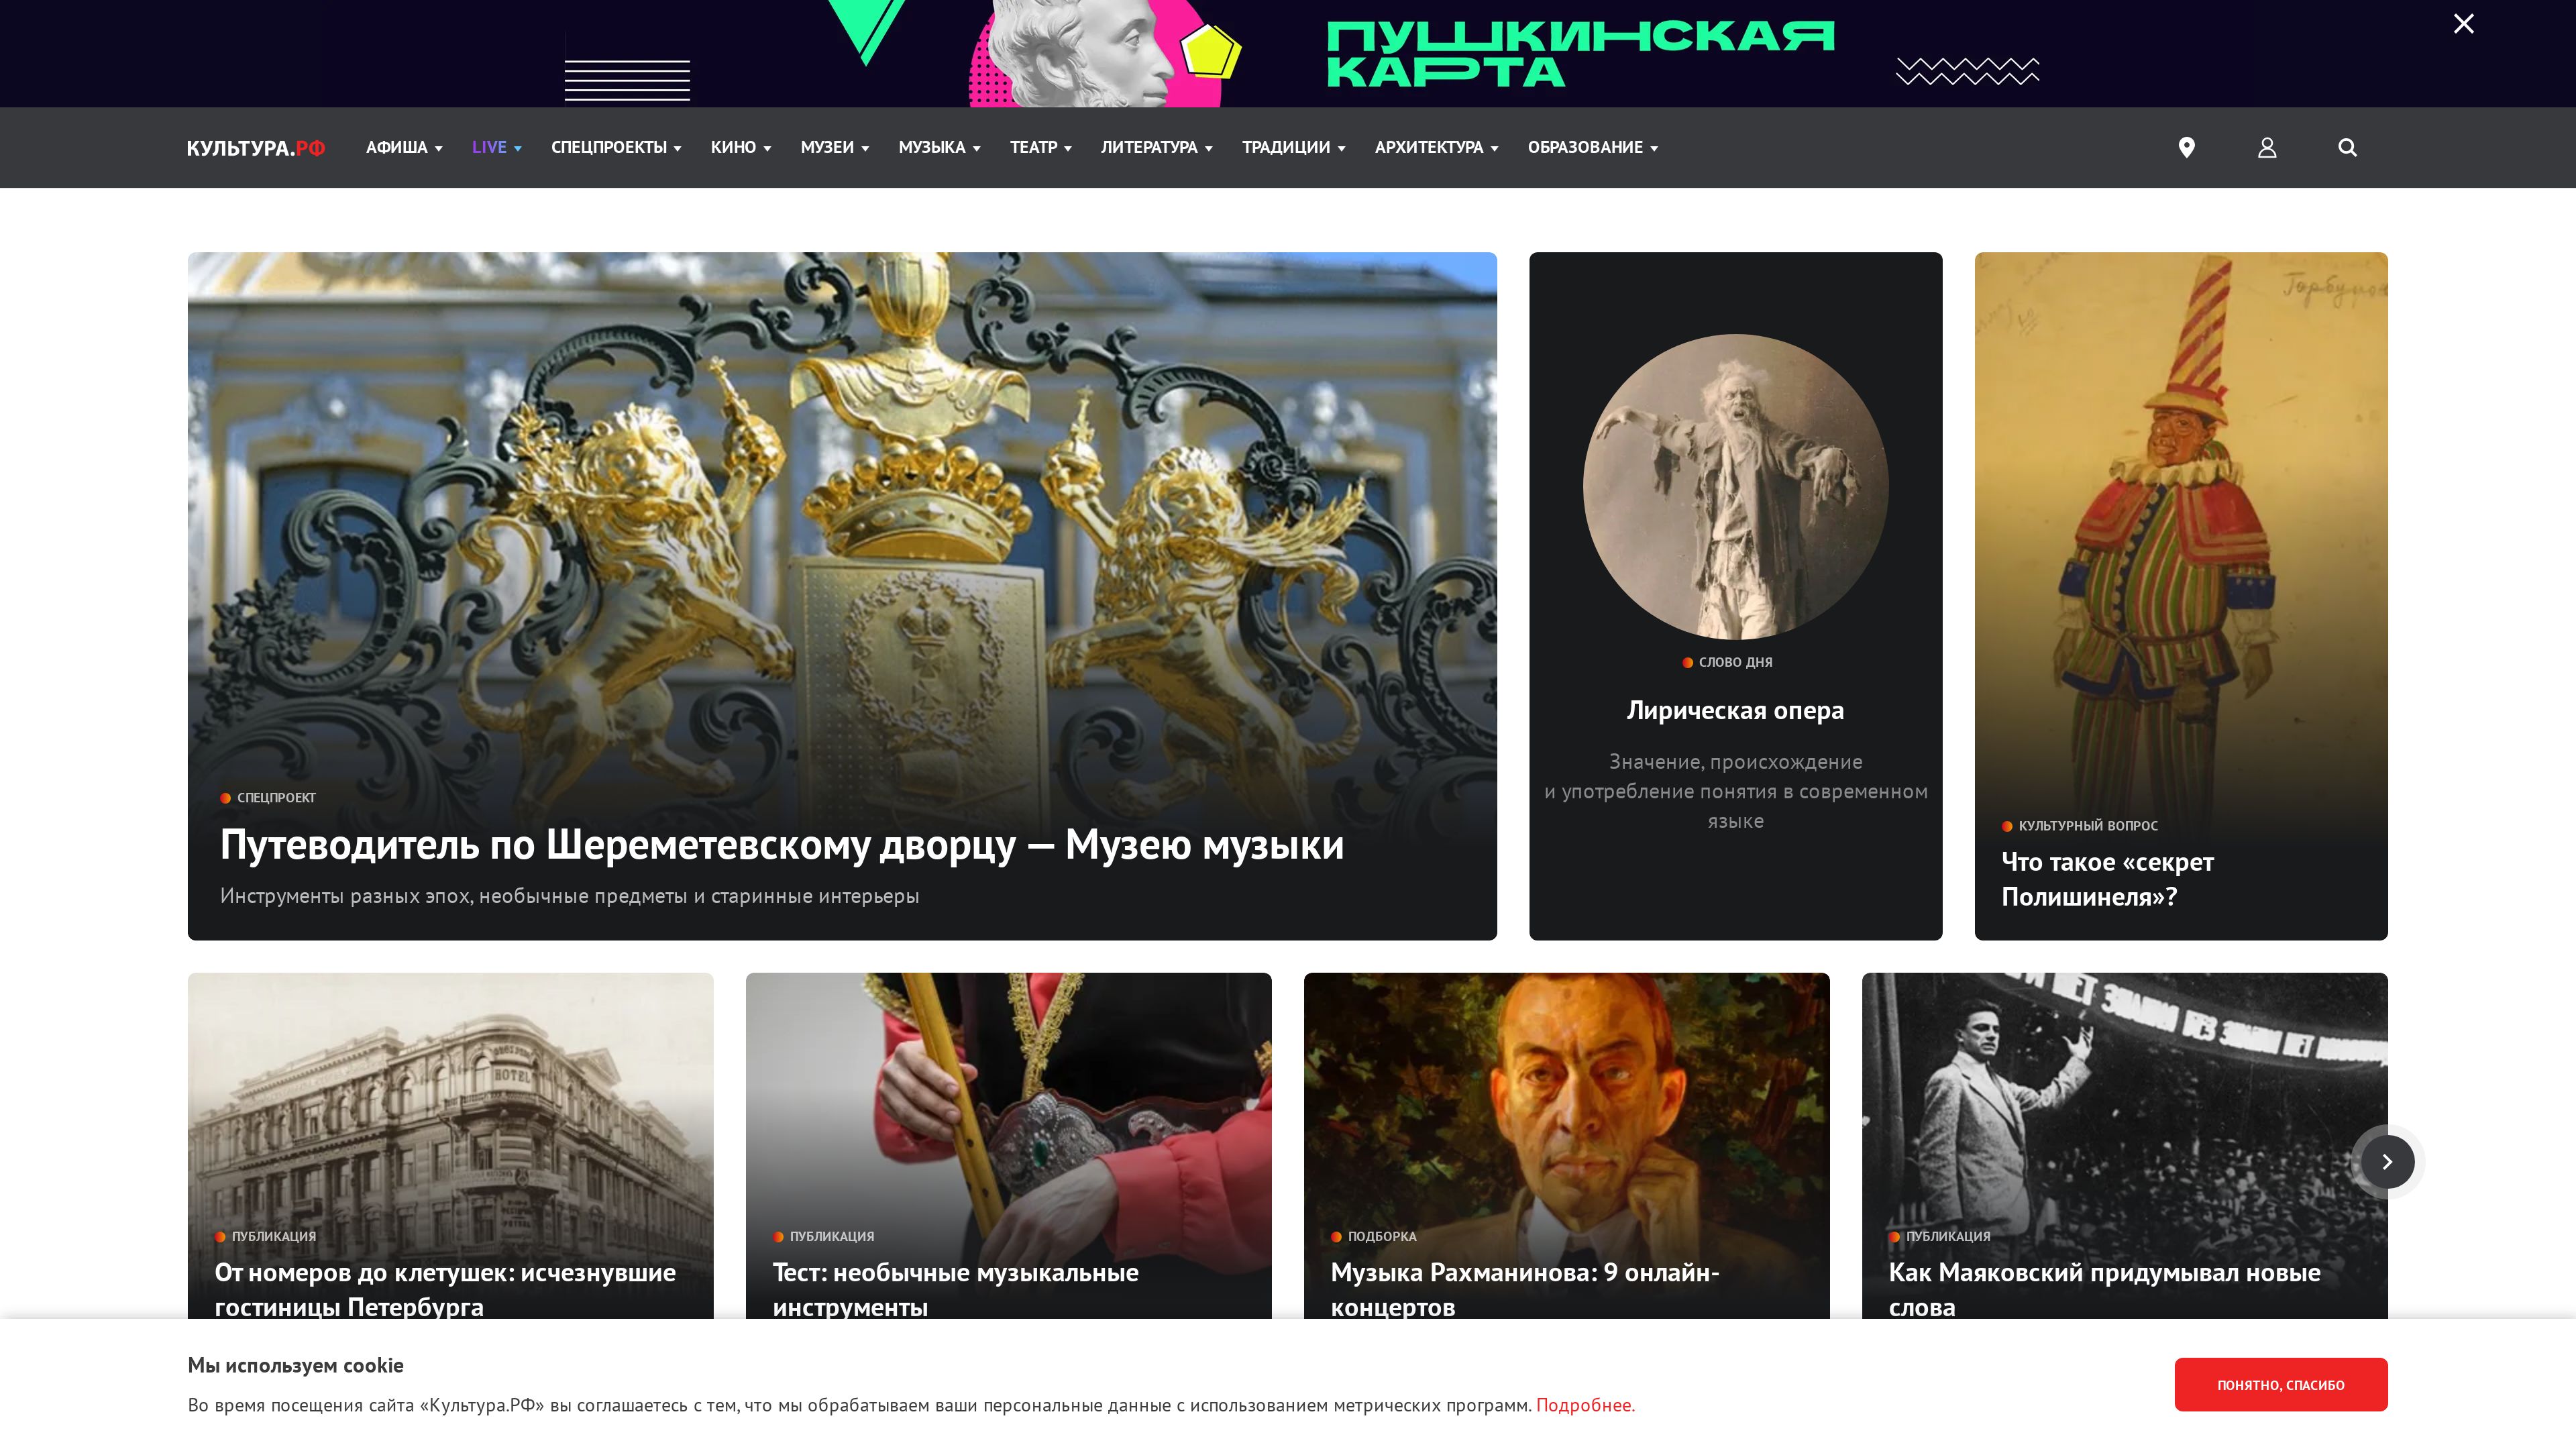 ПУШКИНСКАЯ
КАРТА
КУЛЬТУРА.РФ
АФИША
LIVE
СПЕЦПРОЕКТЫ
КИНО
МУЗЕИ
МУЗЫКА
ТЕАТР
ЛИТЕРАТУРА
ТРАДИЦИИ
АРХИТЕКТУРА
ОБРАЗОВАНИЕ
СПЕЦПРОЕКТ
Путеводитель по Шереметевскому дворцу — Музею музыки
Инструменты разных эпох, необычные предметы и старинные интерьеры
СЛОВО ДНЯ
Лирическая опера
Значение, происхождение
и употребление понятия в современном
языке
КУЛЬТУРНЫЙ ВОПРОС
Что такое «секрет
Полишинеля»?
HOTEL
ПУБЛИКАЦИЯ
От номеров до клетушек: исчезнувшие
гостиницы Петербурга
ПУБЛИКАЦИЯ
Тест: необычные музыкальные
инструменты
ПОДБОРКА
Музыка Рахманинова: 9 онлайн-
концертов
ПУБЛИКАЦИЯ
Как Маяковский придумывал новые
слова
Мы используем cookie
Во время посещения сайта «Культура.РФ» вы соглашаетесь с тем, что мы обрабатываем ваши персональные данные с использованием метрических программ. Подробнее.
ПОНЯТНО, СПАСИБО